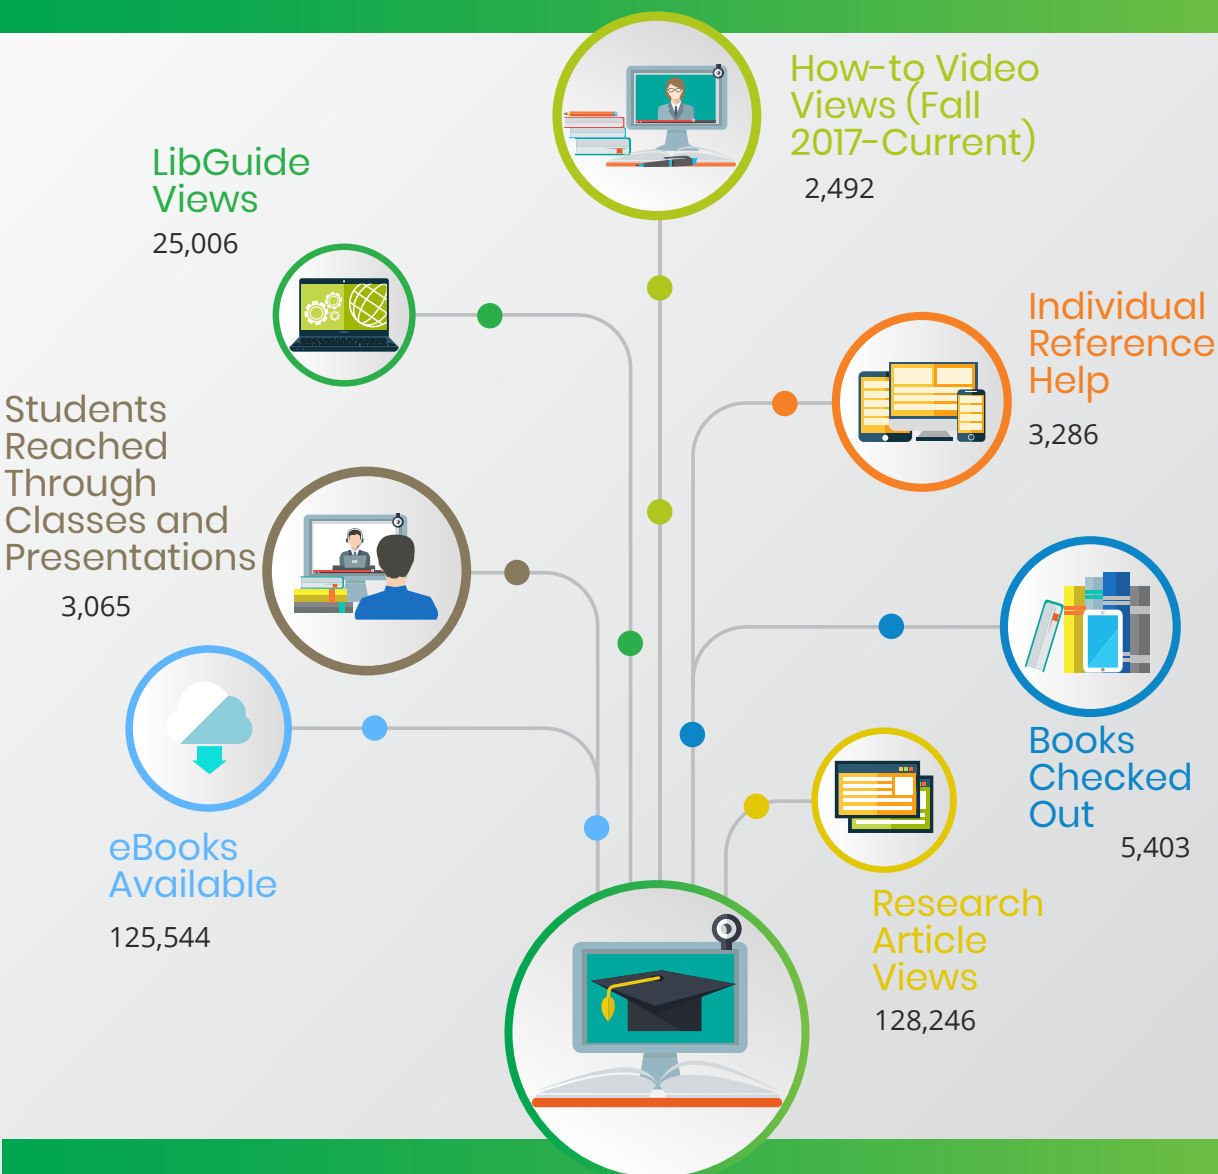 How-to Video
Views (Fall
2017-Current)
2,492
LibGuide
Views
25,006
Individual
Reference
Help
3,286
Students
Reached
Through
Classes and
Presentations
3,065
Books
Checked
Out
5,403
eBooks
Available
125,544
Research
Article
Views
128,246